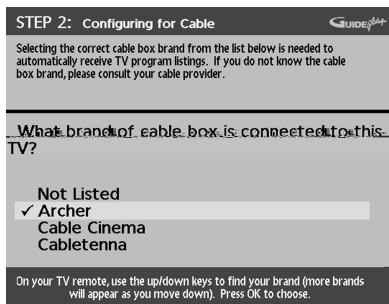 STEP 2: Configuring for Cable
GUIDE plus+
Selecting the correct cable box brand from the list below is needed to
automatically receive TV program listings. If you do not know the cable
box brand, please consult your cable provider.
What brand of cable box is connected to this
TV?
Not Listed
✓ Archer
Cable Cinema
Cabletenna
On your TV remote, use the up/down keys to find your brand (more brands
will appear as you move down). Press OK to choose.